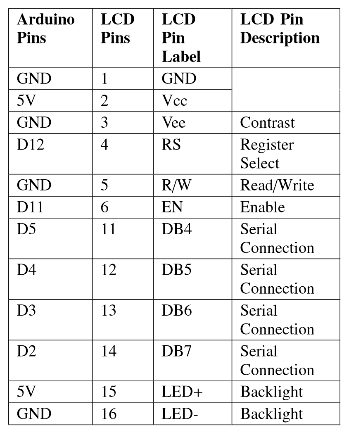 Arduino Pins LCD Pins LCD Pin Label LCD Pin Description
GND 1 GND
5V 2 Vcc
GND 3 Vee Contrast
D12 4 RS Register Select
GND 5 R/W Read/Write
D11 6 EN Enable
D5 11 DB4 Serial Connection
D4 12 DB5 Serial Connection
D3 13 DB6 Serial Connection
D2 14 DB7 Serial Connection
5V 15 LED+ Backlight
GND 16 LED- Backlight